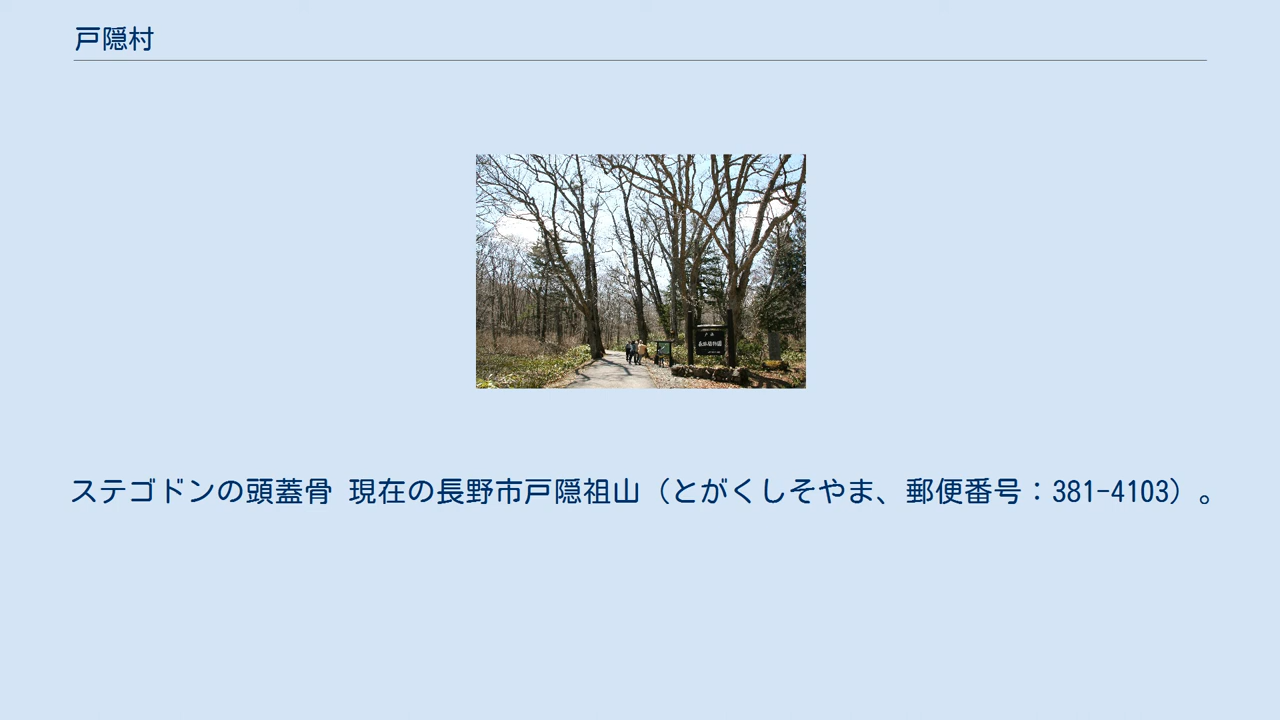 戸隠村
ステゴドンの頭蓋骨 現在の長野市戸隠祖山（とがくしそやま、郵便番号：381-4103）。